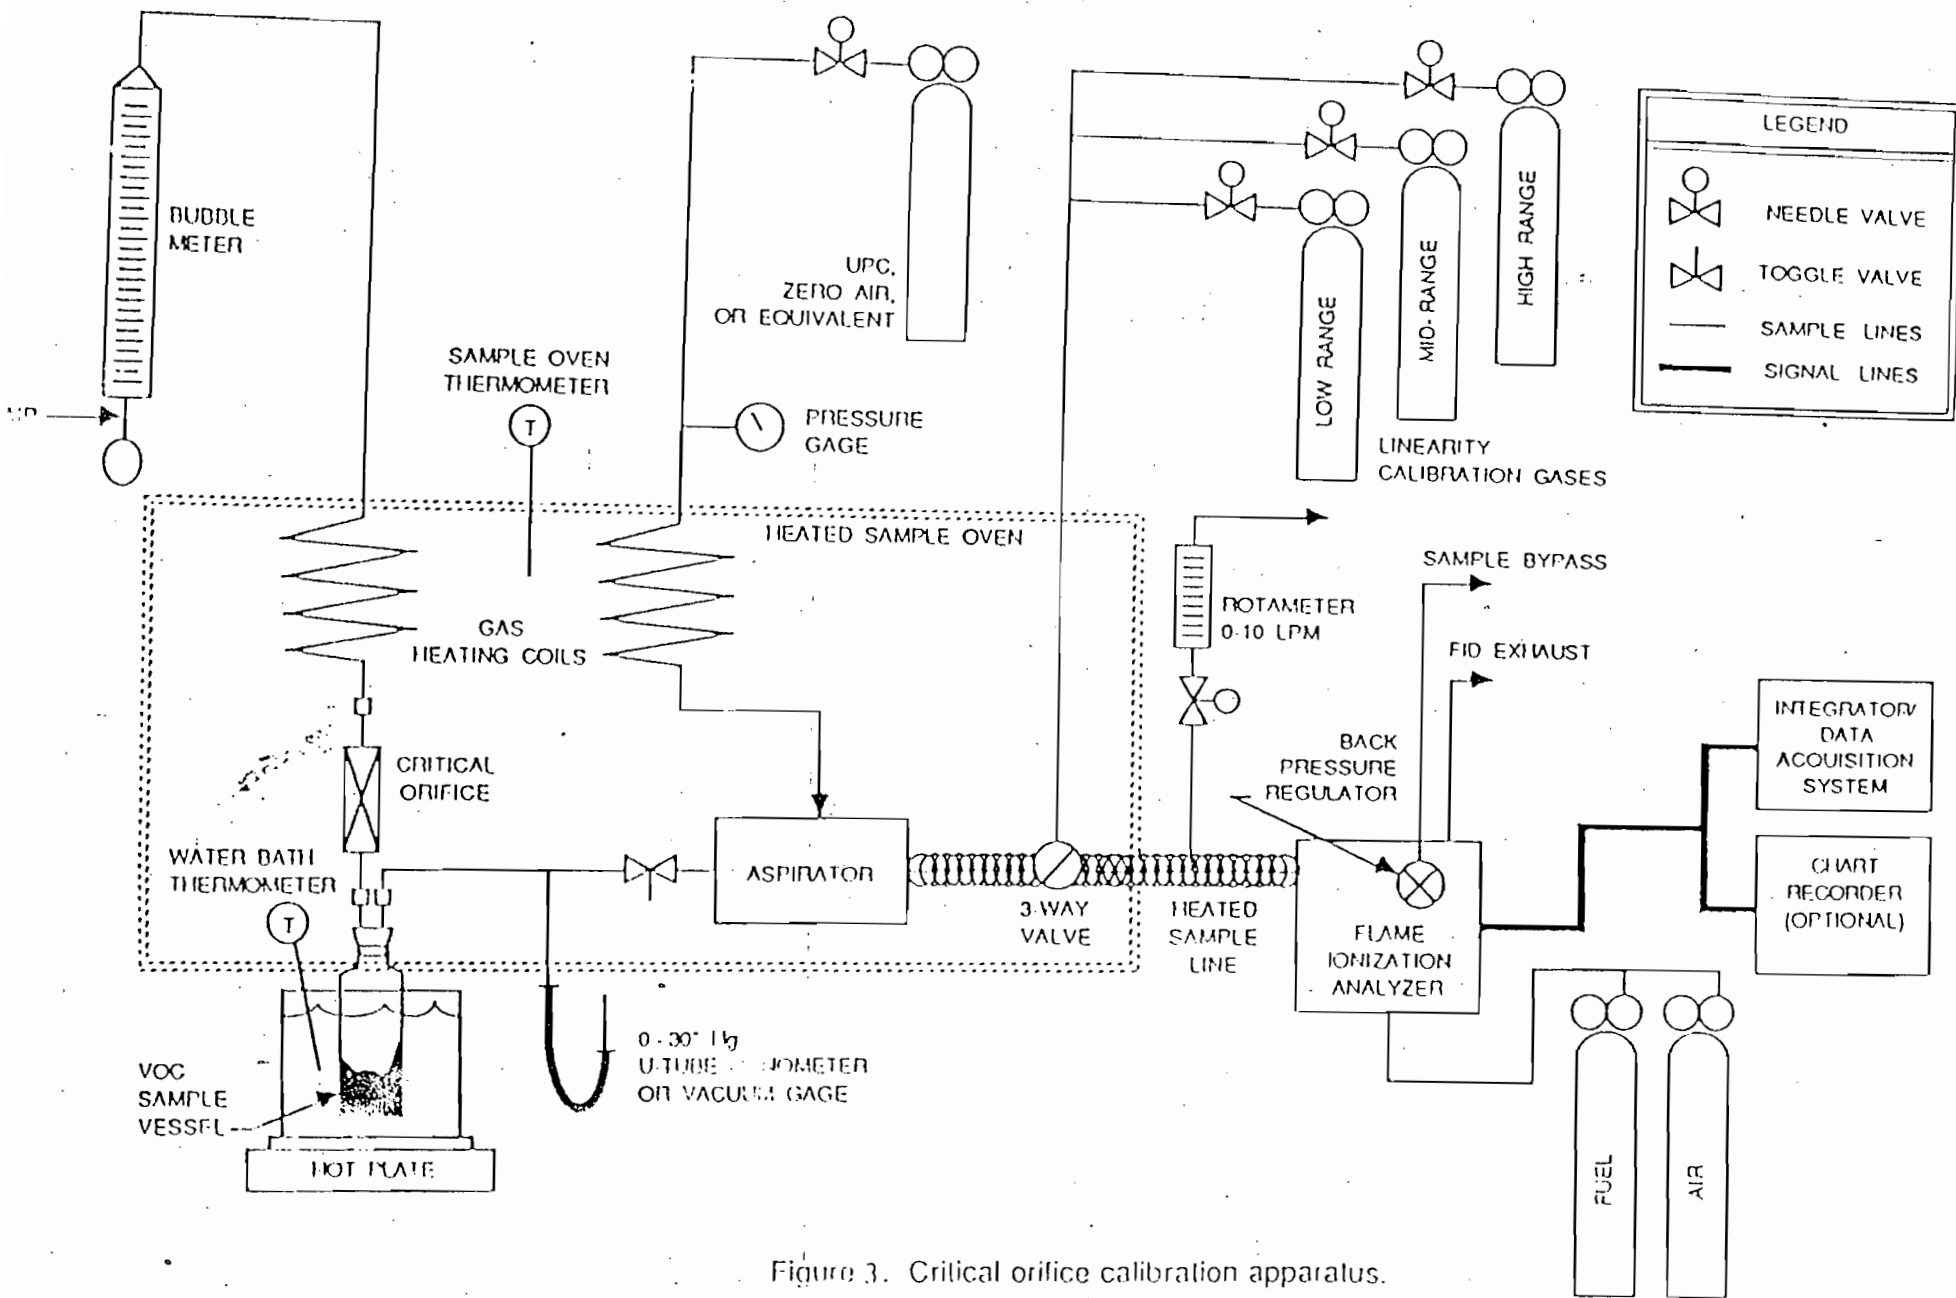 BUBBLE
METER
UPC,
ZERO AIR,
OR EQUIVALENT
SAMPLE OVEN
THERMOMETER
T
PRESSURE
GAGE
HIGH RANGE
MID-RANGE
LOW RANGE
LINEARITY
CALIBRATION GASES
LEGEND
NEEDLE VALVE
TOGGLE VALVE
SAMPLE LINES
SIGNAL LINES
HEATED SAMPLE OVEN
GAS
HEATING COILS
ROTAMETER
0-10 LPM
SAMPLE BYPASS
FID EXHAUST
BACK
PRESSURE
REGULATOR
INTEGRATOR/
DATA
ACQUISITION
SYSTEM
CHART
RECORDER
(OPTIONAL)
CRITICAL
ORIFICE
WATER BATH
THERMOMETER
T
ASPIRATOR
3-WAY
VALVE
HEATED
SAMPLE
LINE
FLAME
IONIZATION
ANALYZER
0-30" Hg
U-TUBE
OR VACUUM GAGE
VOC
SAMPLE
VESSEL
HOT PLATE
FUEL
AIR
Figure 3. Critical orifice calibration apparatus.